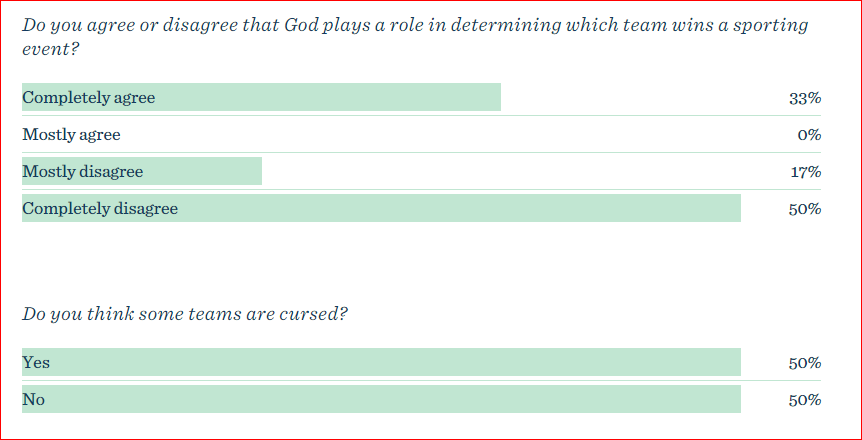 Do you agree or disagree that God plays a role in determining which team wins a sporting
event?
Completely agree 33%
Mostly agree 0%
Mostly disagree 17%
Completely disagree 50%
Do you think some teams are cursed?
Yes 50%
No 50%